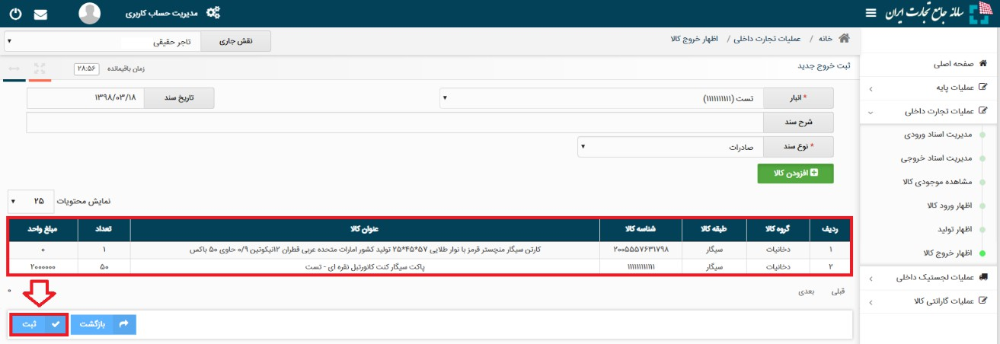 سامانه جامع تجارت ایران
مدیریت حساب کاربری
خانه / عملیات تجارت داخلی / اظهار خروج کالا
نقش جاری
تاجر حقیقی
صفحه اصلی
عملیات پایه
عملیات تجارت داخلی
مدیریت اسناد ورودی
مدیریت اسناد خروجی
مشاهده موجودی کالا
اظهار ورود کالا
اظهار تولید
اظهار خروج کالا
عملیات لجستیک داخلی
عملیات گارانتی کالا
ثبت خروج جدید
زمان باقیمانده ۲۸:۵۶
* انبار تست (۱۱۱۱۱۱۱۱۱۱)
تاریخ سند ۱۳۹۸/۰۳/۱۸
شرح سند
* نوع سند صادرات
افزودن کالا
نمایش محتویات ۲۵
ردیف گروه کالا طبقه کالا شناسه کالا عنوان کالا تعداد مبلغ واحد
۱ دخانیات سیگار ۲۰۰۵۵۵۷۶۳۱۷۹۸ کارتن سیگار منچستر قرمز با نوار طلایی ۵۷*۴۵*۲۵ تولید کشور امارات متحده عربی قطران ۱۲نیکوتین ۰/۹ حاوی ۵۰ باکس ۱ ۰
۲ دخانیات سیگار ۱۱۱۱۱۱۱۱۱۱۱۱ پاکت سیگار کنت کانورتبل نقره ای - تست ۵۰ ۲۰۰۰۰۰۰
قبلی بعدی
۰
بازگشت
ثبت